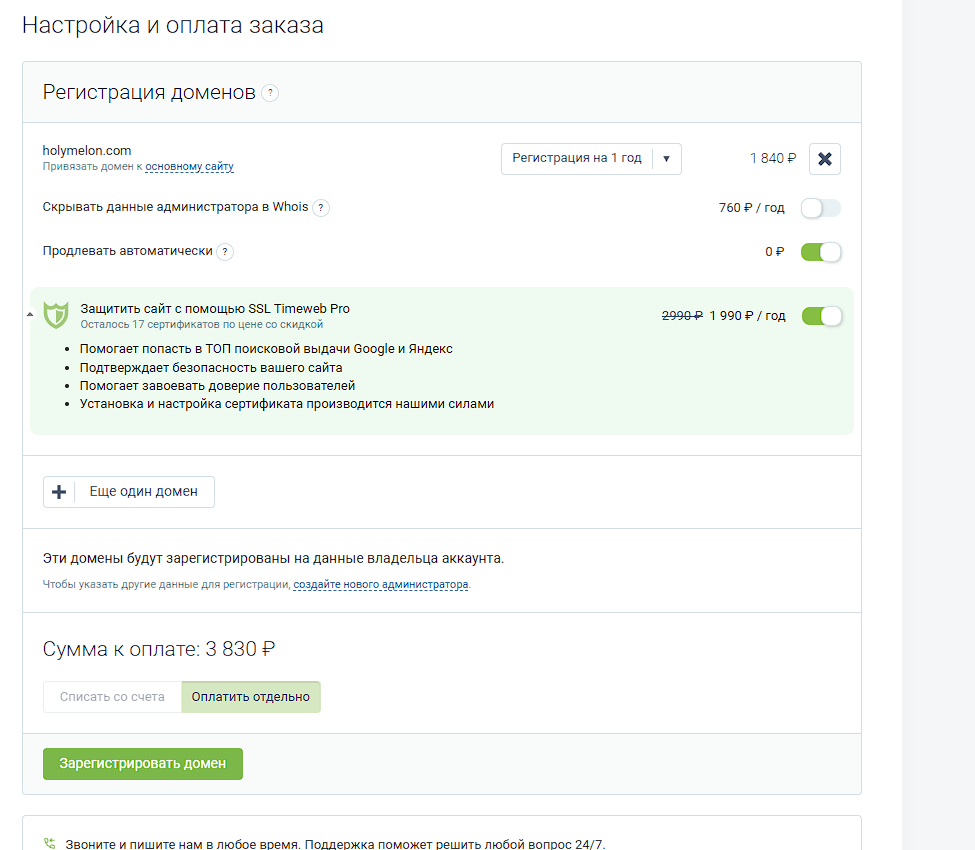 Настройка и оплата заказа
Регистрация доменов ?
holymelon.com
Привязать домен к основному сайту
Регистрация на 1 год
1 840 ₽
Скрывать данные администратора в Whois ?
760 ₽ / год
Продлевать автоматически ?
0 ₽
Защитить сайт с помощью SSL Timeweb Pro
Осталось 17 сертификатов по цене со скидкой
2990 ₽ 1 990 ₽ / год
• Помогает попасть в ТОП поисковой выдачи Google и Яндекс
• Подтверждает безопасность вашего сайта
• Помогает завоевать доверие пользователей
• Установка и настройка сертификата производится нашими силами
Еще один домен
Эти домены будут зарегистрированы на данные владельца аккаунта.
Чтобы указать другие данные для регистрации, создайте нового администратора.
Сумма к оплате: 3 830 ₽
Списать со счета
Оплатить отдельно
Зарегистрировать домен
Звоните и пишите нам в любое время. Поддержка поможет решить любой вопрос 24/7.